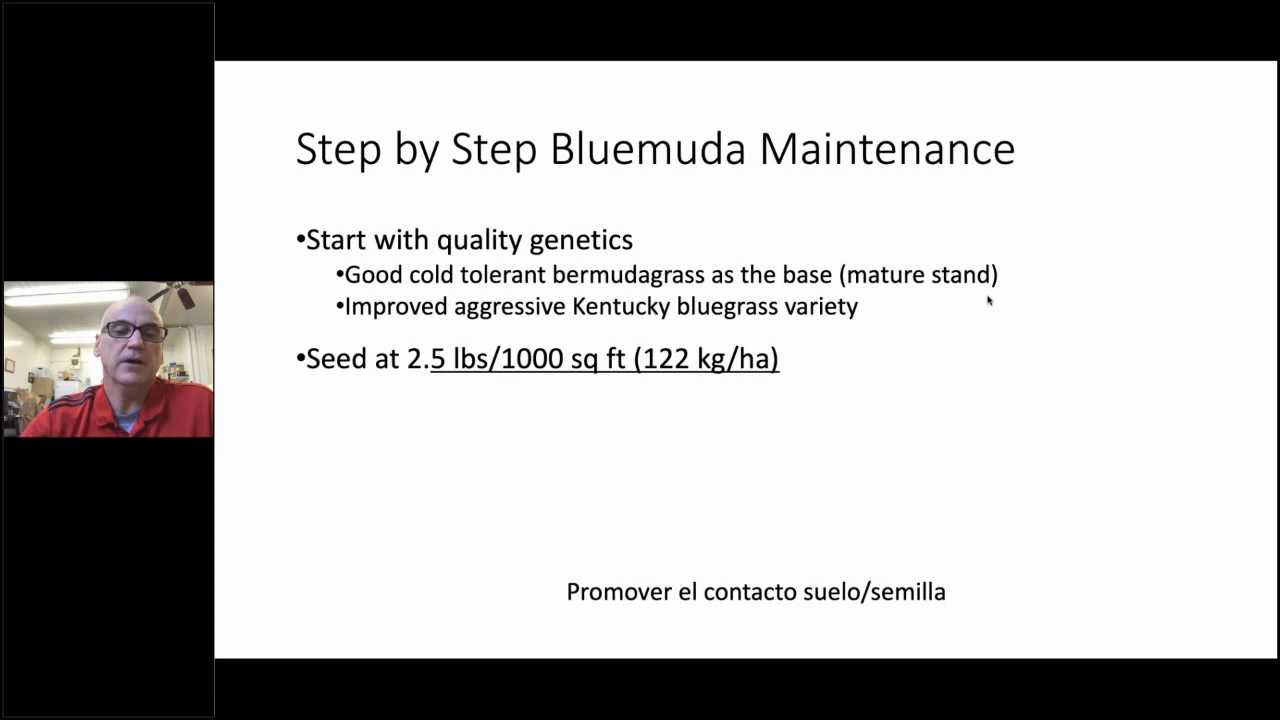 Step by Step Bluemuda Maintenance
•Start with quality genetics
•Good cold tolerant bermudagrass as the base (mature stand)
•Improved aggressive Kentucky bluegrass variety
•Seed at 2.5 lbs/1000 sq ft (122 kg/ha)
Promover el contacto suelo/semilla